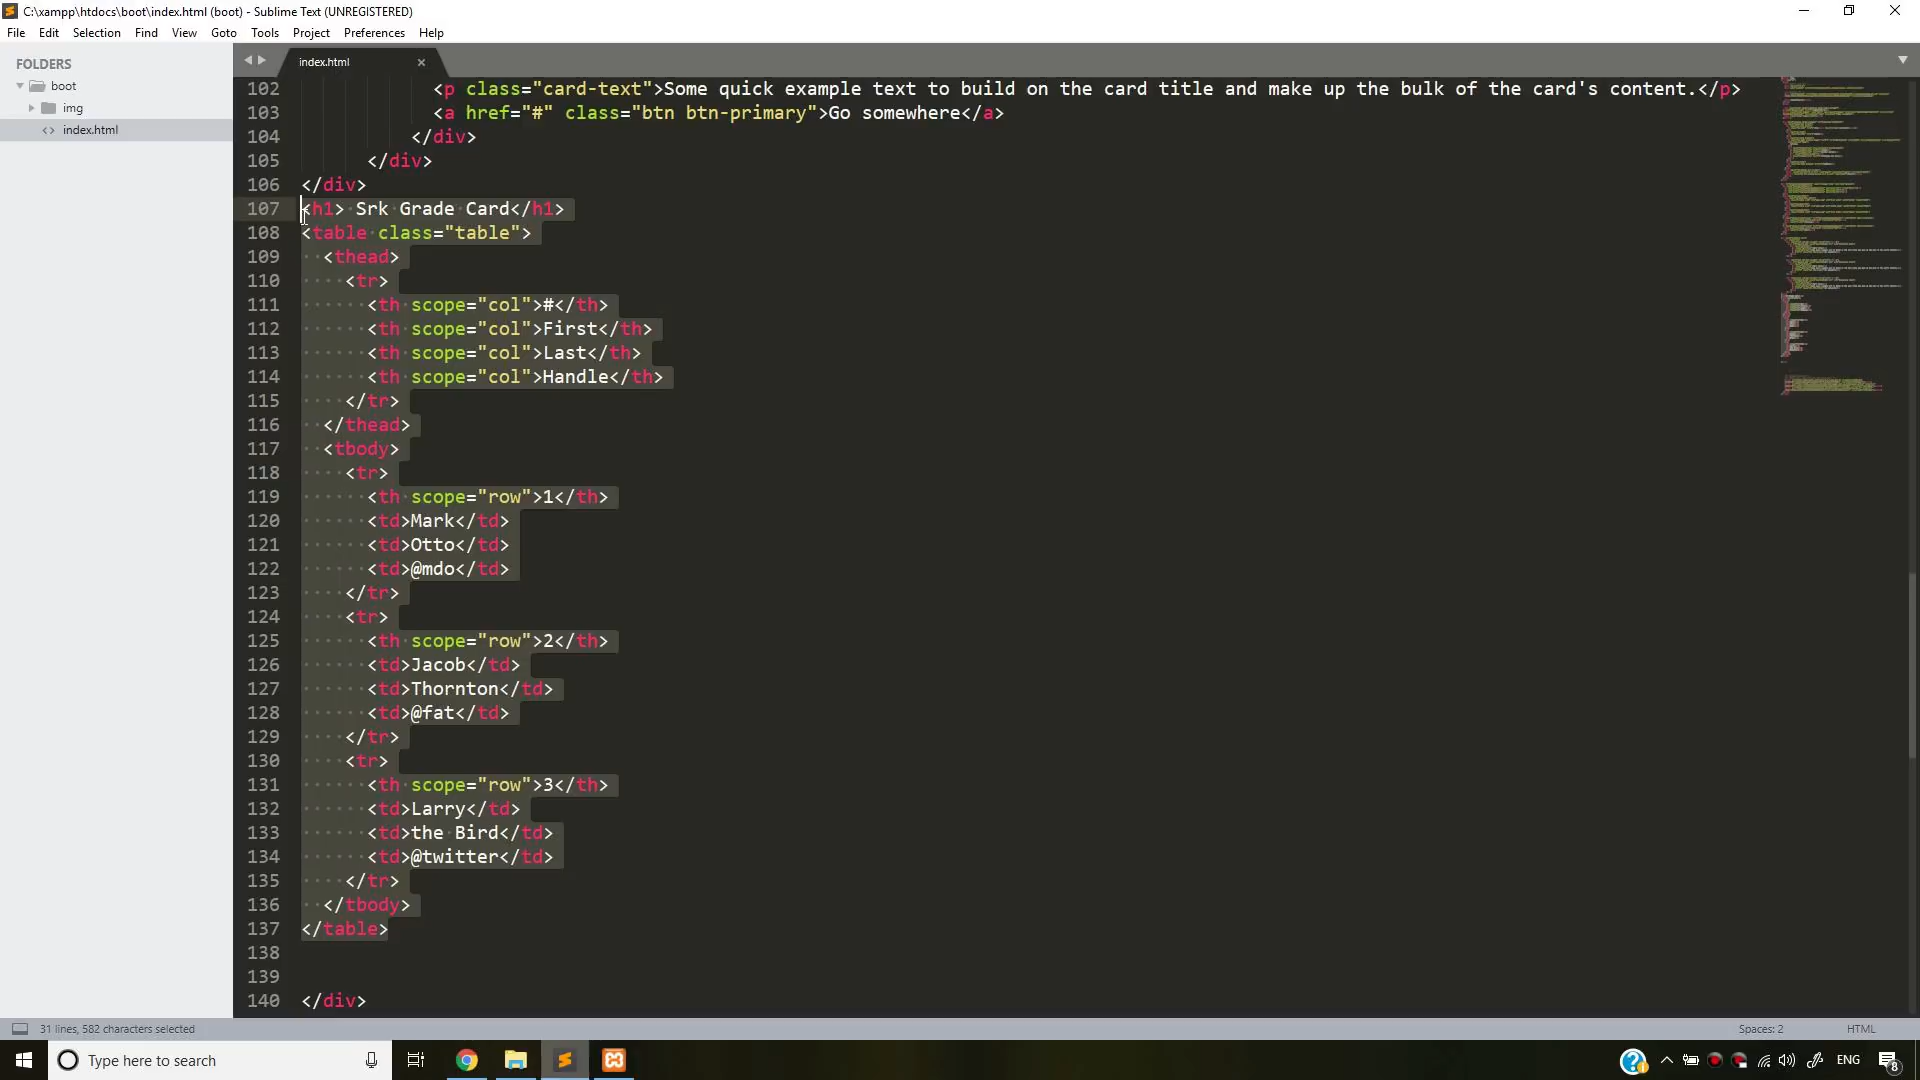 C:\xampp\htdocs\boot\index.html (boot) - Sublime Text (UNREGISTERED)
File Edit Selection Find View Goto Tools Project Preferences Help
FOLDERS
boot
img
index.html
index.html
102 <p class="card-text">Some quick example text to build on the card title and make up the bulk of the card's content.</p>
103 <a href="#" class="btn btn-primary">Go somewhere</a>
104 </div>
105 </div>
106 </div>
107 <h1> Srk Grade Card</h1>
108 <table class="table">
109 <thead>
110 <tr>
111 <th scope="col">#</th>
112 <th scope="col">First</th>
113 <th scope="col">Last</th>
114 <th scope="col">Handle</th>
115 </tr>
116 </thead>
117 <tbody>
118 <tr>
119 <th scope="row">1</th>
120 <td>Mark</td>
121 <td>Otto</td>
122 <td>@mdo</td>
123 </tr>
124 <tr>
125 <th scope="row">2</th>
126 <td>Jacob</td>
127 <td>Thornton</td>
128 <td>@fat</td>
129 </tr>
130 <tr>
131 <th scope="row">3</th>
132 <td>Larry</td>
133 <td>the Bird</td>
134 <td>@twitter</td>
135 </tr>
136 </tbody>
137 </table>
138
139
140 </div>
31 lines, 582 characters selected
Spaces: 2
HTML
Type here to search
ENG
8